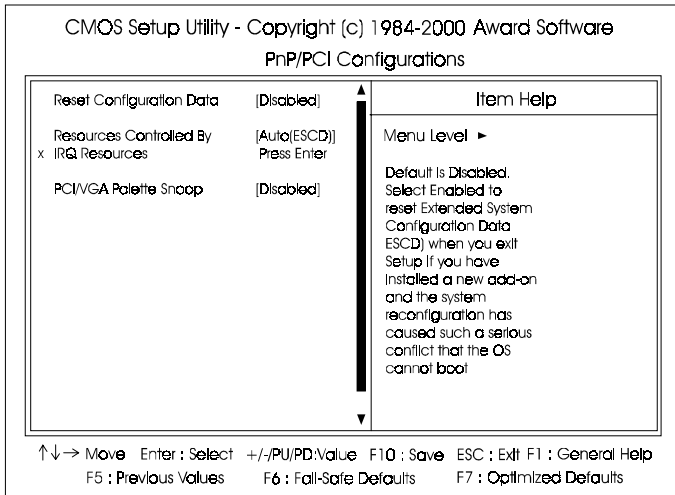 CMOS Setup Utility - Copyright (c) 1984-2000 Award Software
PnP/PCI Configurations
Reset Configuration Data [Disabled]
Resources Controlled By [Auto(ESCD)]
x IRQ Resources Press Enter
PCI/VGA Palette Snoop [Disabled]
Item Help
Menu Level ►
Default is Disabled.
Select Enabled to
reset Extended System
Configuration Data
ESCD) when you exit
Setup if you have
installed a new add-on
and the system
reconfiguration has
caused such a serious
conflict that the OS
cannot boot
↑↓→ Move Enter : Select +/-/PU/PD:Value F10 : Save ESC : Exit F1 : General Help
F5 : Previous Values F6 : Fail-Safe Defaults F7 : Optimized Defaults